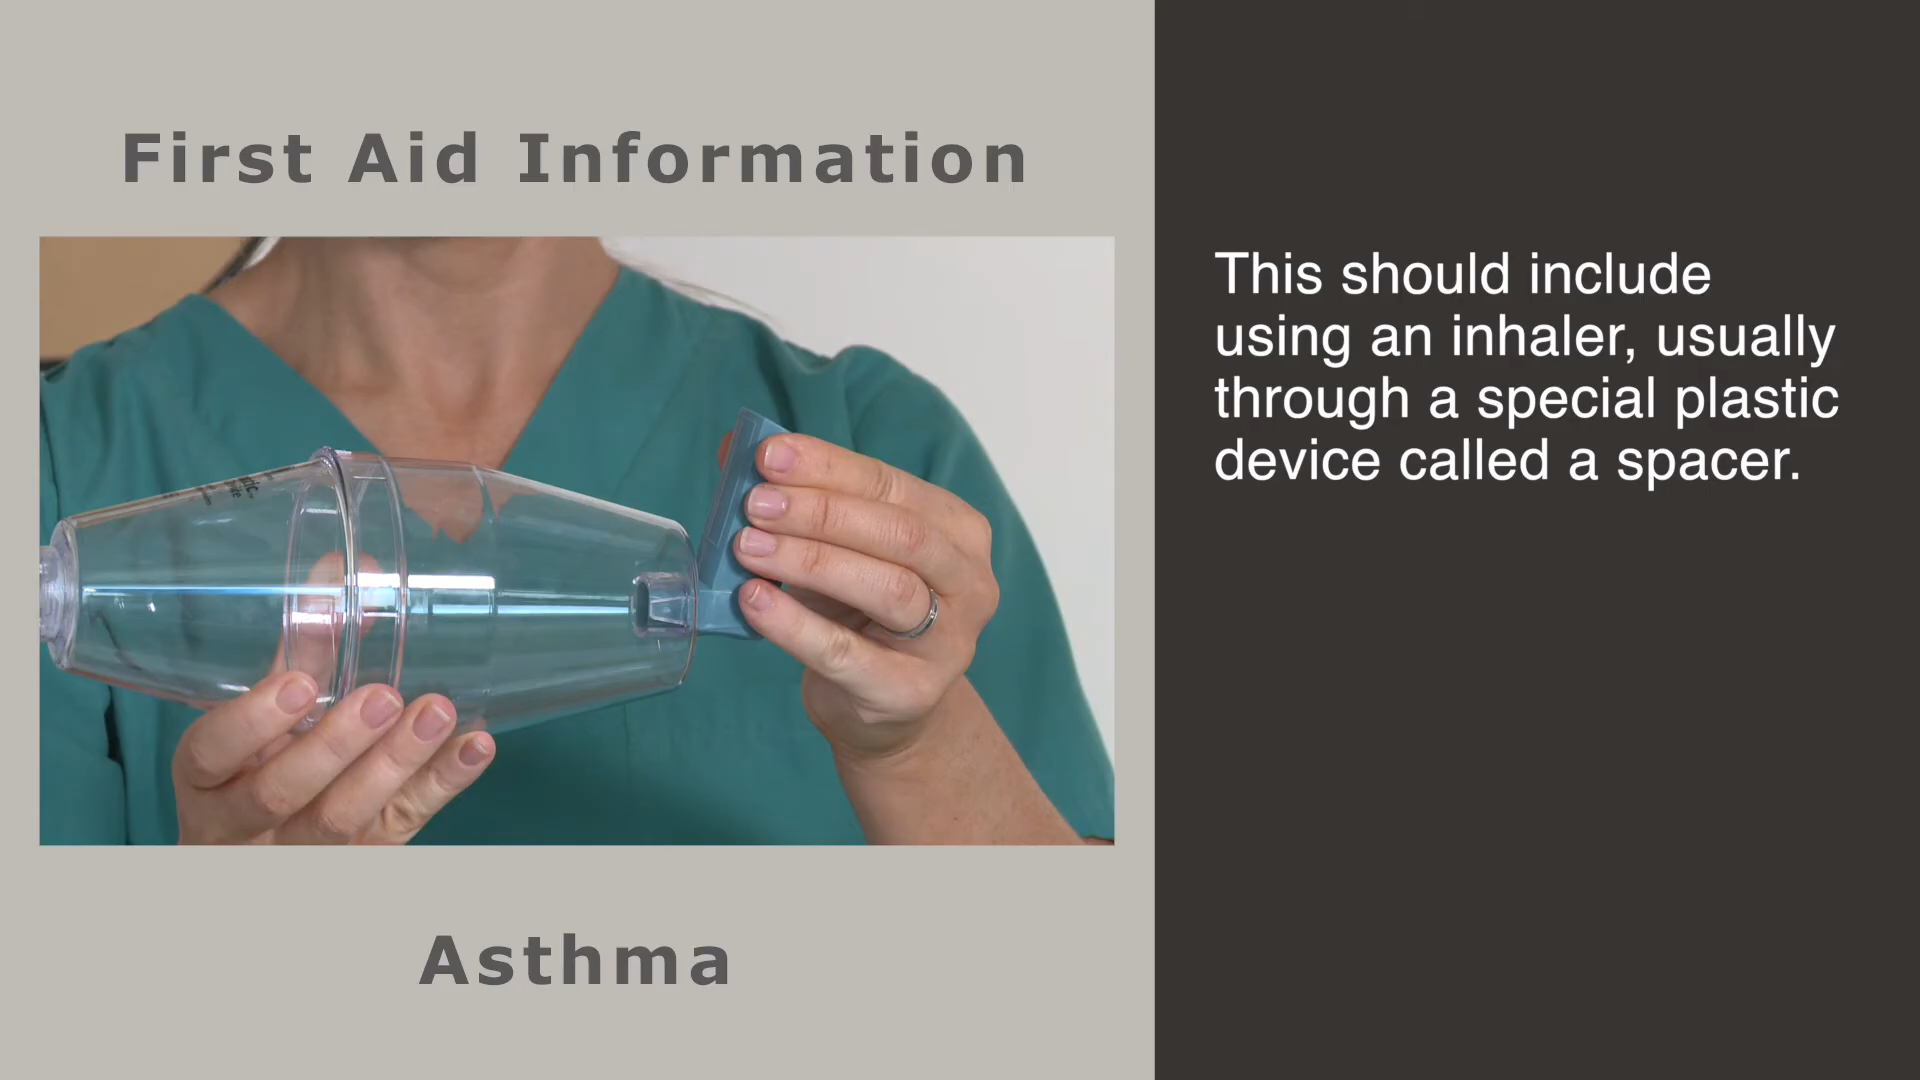 First Aid Information
This should include
using an inhaler, usually
through a special plastic
device called a spacer.
Asthma